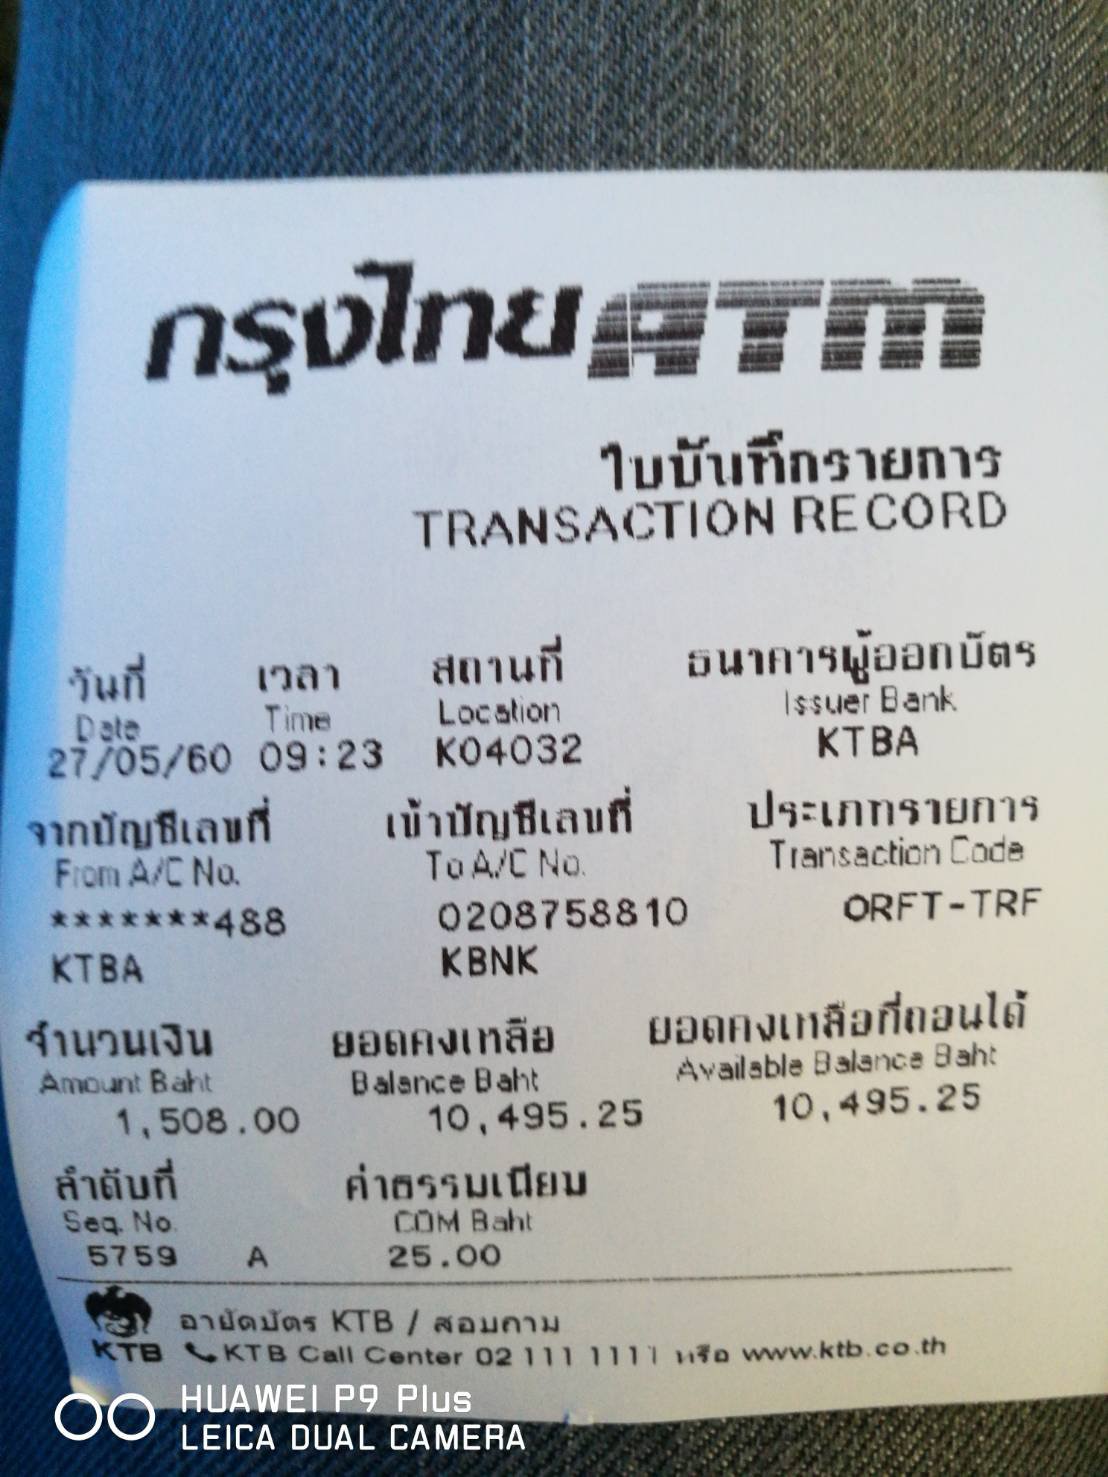 กรุงไทย ATM
ใบบันทึกรายการ
TRANSACTION RECORD
วันที่ เวลา สถานที่ ธนาคารผู้ออกบัตร
Date Time Location Issuer Bank
27/05/60 09:23 K04032 KTBA
จากบัญชีเลขที่ เข้าบัญชีเลขที่ ประเภทรายการ
From A/C No. To A/C No. Transaction Code
*******488 0208758810 ORFT-TRF
KTBA KBNK
จำนวนเงิน ยอดคงเหลือ ยอดคงเหลือที่ถอนได้
Amount Baht Balance Baht Available Balance Baht
1,508.00 10,495.25 10,495.25
ลำดับที่ ค่าธรรมเนียม
Seq. No. COM Baht
5759 A 25.00
อายัดบัตร KTB / สอบถาม
KTB KTB Call Center 02 111 1111 หรือ www.ktb.co.th
HUAWEI P9 Plus
LEICA DUAL CAMERA